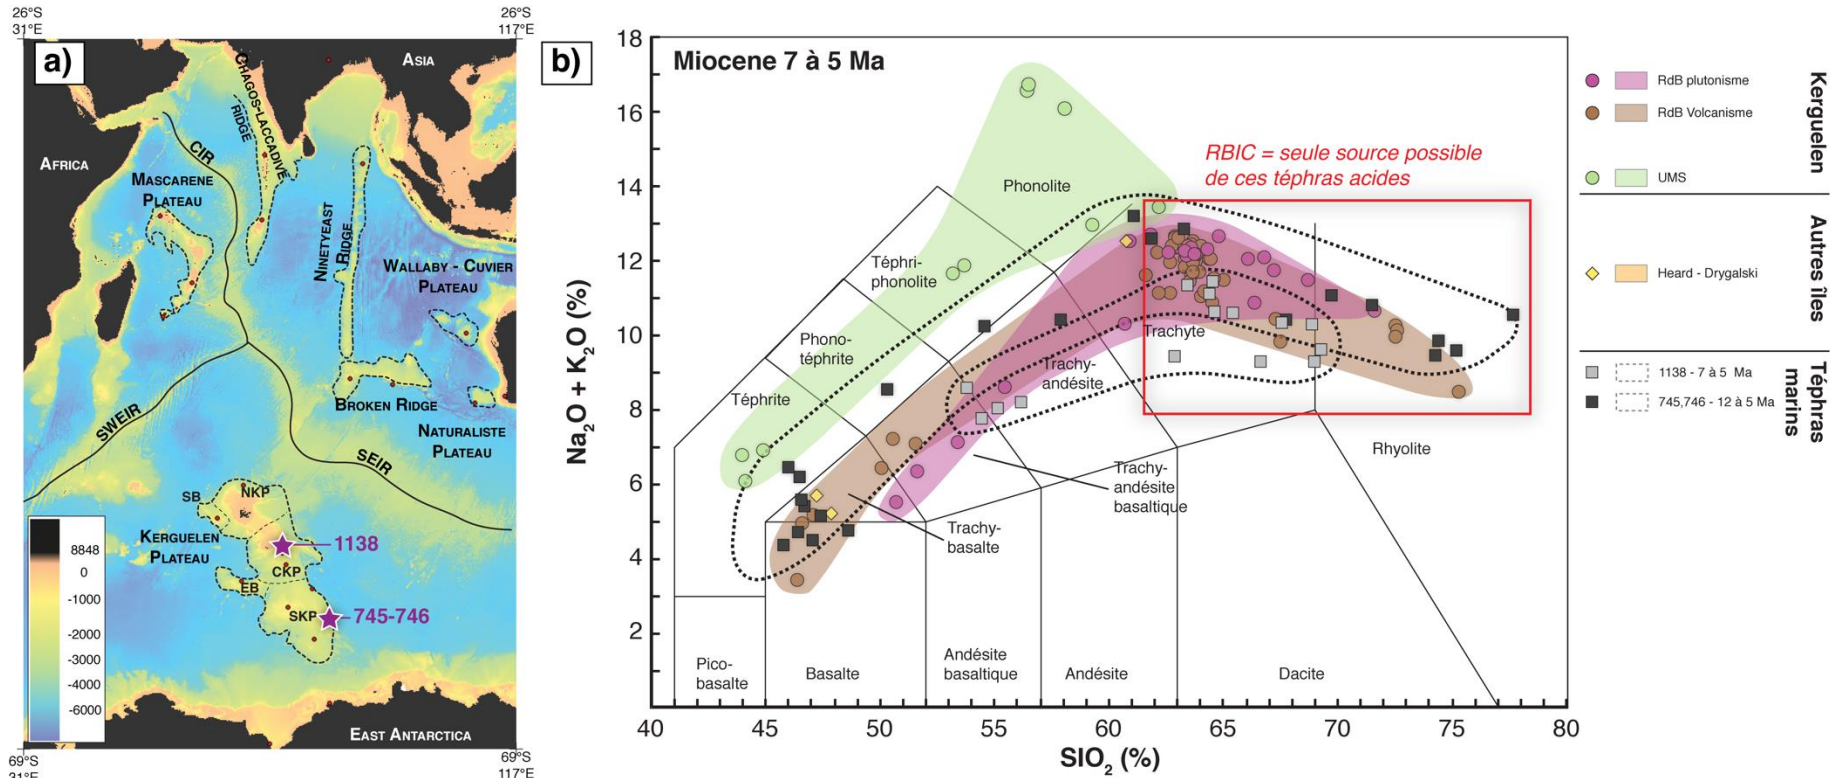 26°S
31°E
26°S
117°E
a)
ASIA
AFRICA
CHAGOS-LACCADIVE
RIDGE
CIR
MASCARENE
PLATEAU
NINETYEAST
RIDGE
WALLABY - CUVIER
PLATEAU
BROKEN RIDGE
NATURALISTE
PLATEAU
SWEIR
SEIR
SB
NKP
KERGUELEN
PLATEAU
1138
CKP
EB
SKP
745-746
8848
0
-1000
-2000
-3000
-4000
-6000
EAST ANTARCTICA
69°S
31°E
69°S
117°E
b)
Miocene 7 à 5 Ma
Na2O + K2O (%)
18
16
14
12
10
8
6
4
2
40
45
50
55
60
65
70
75
80
SIO2 (%)
RBIC = seule source possible
de ces téphras acides
Phonolite
Téphri-
phonolite
Phono-
téphrite
Téphrite
Trachyte
Trachy-
andésite
Trachy-
andésite
basaltique
Trachy-
basalte
Rhyolite
Pico-
basalte
Basalte
Andésite
basaltique
Andésite
Dacite
RdB plutonisme
RdB Volcanisme
UMS
Kerguelen
Heard - Drygalski
Autres îles
1138 - 7 à 5 Ma
745,746 - 12 à 5 Ma
Téphras
marins